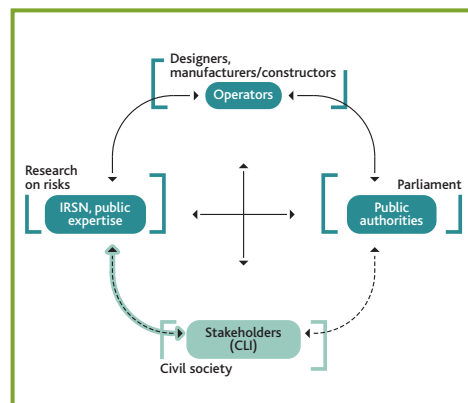 Designers,
manufacturers/constructors
Operators
Research
on risks
IRSN, public
expertise
Parliament
Public
authorities
Stakeholders
(CLI)
Civil society